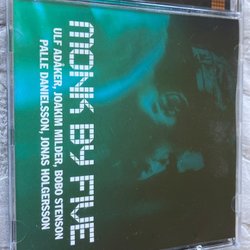 MONK BY FIVE
ULF ADÅKER, JOAKIM MILDER, BOBO STENSON
PALLE DANIELSSON, JONAS HOLGERSSON